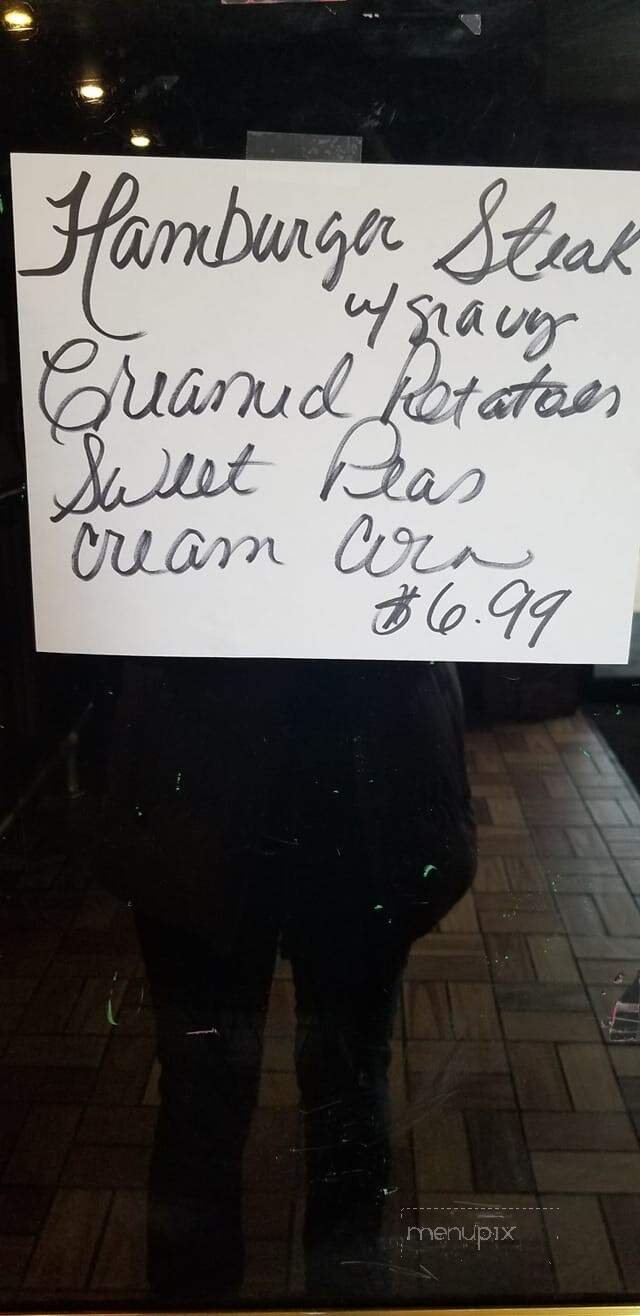 Hamburger Steak
w/ gravy
Creamed Potatoes
Sweet Peas
Cream Corn
$6.99
menupix